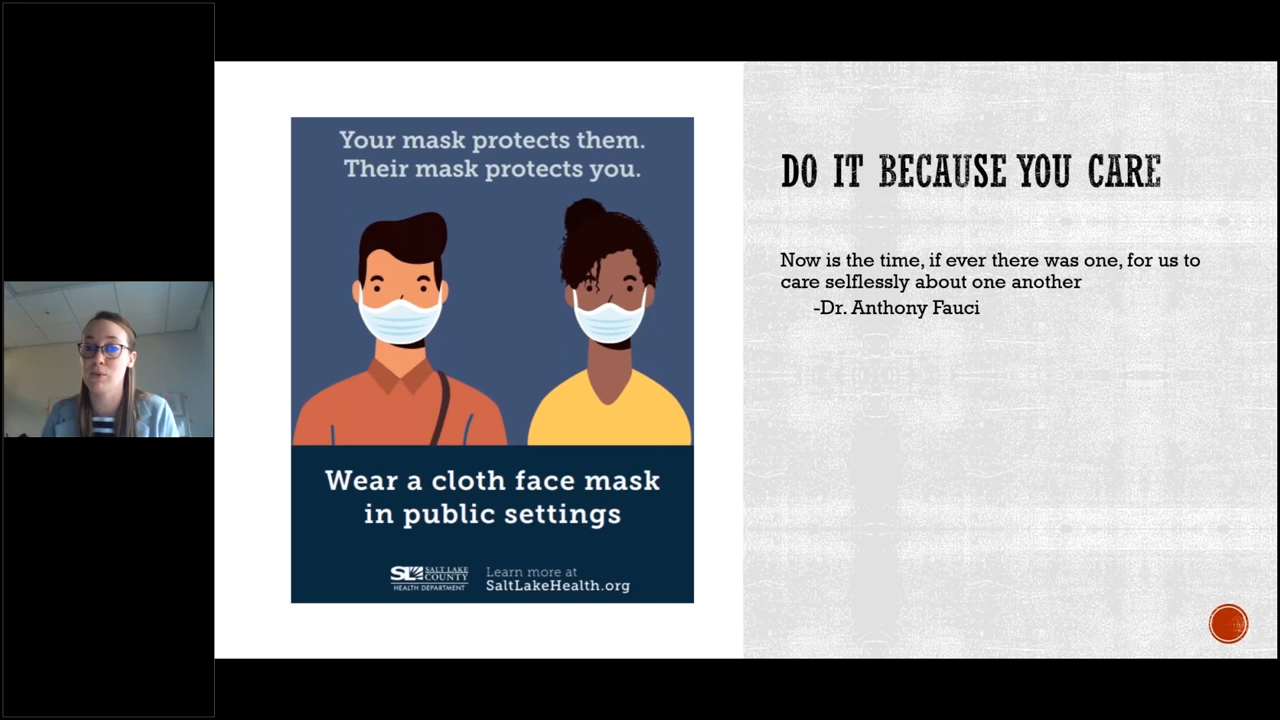 Your mask protects them.
Their mask protects you.
Wear a cloth face mask
in public settings
SL
SALT LAKE
COUNTY
HEALTH DEPARTMENT
Learn more at
SaltLakeHealth.org
DO IT BECAUSE YOU CARE
Now is the time, if ever there was one, for us to
care selflessly about one another
-Dr. Anthony Fauci